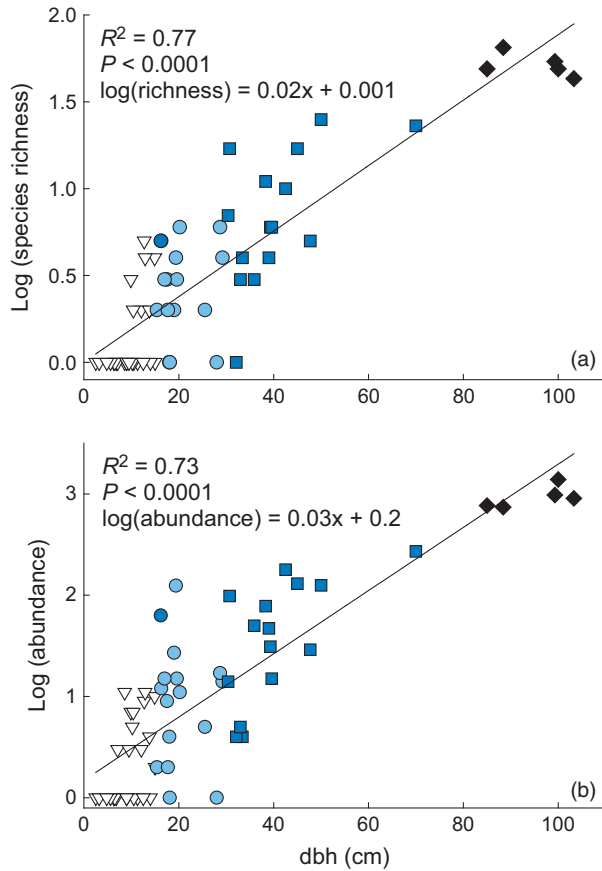 2.0
R² = 0.77
P < 0.0001
log(richness) = 0.02x + 0.001
1.5
1.0
0.5
0.0
Log (species richness)
(a)
0 20 40 60 80 100
R² = 0.73
P < 0.0001
log(abundance) = 0.03x + 0.2
3
2
1
0
Log (abundance)
(b)
0 20 40 60 80 100
dbh (cm)